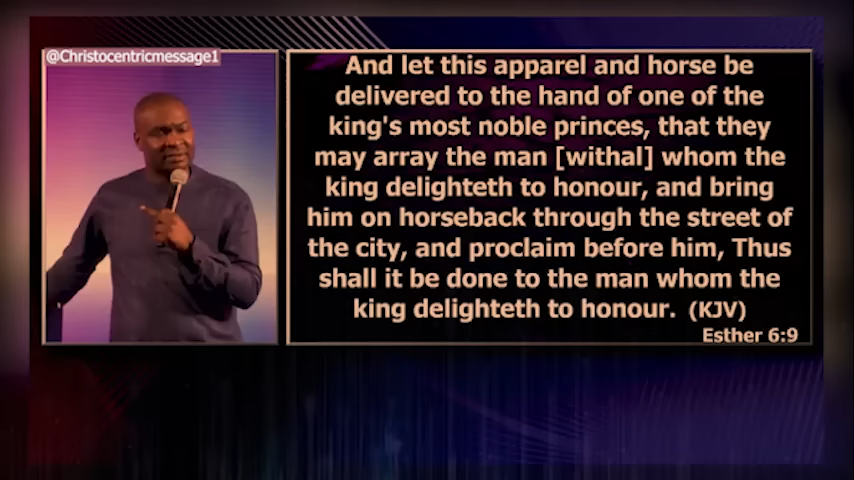 @Christocentricmessage1
And let this apparel and horse be
delivered to the hand of one of the
king's most noble princes, that they
may array the man [withal] whom the
king delighteth to honour, and bring
him on horseback through the street of
the city, and proclaim before him, Thus
shall it be done to the man whom the
king delighteth to honour. (KJV)
Esther 6:9